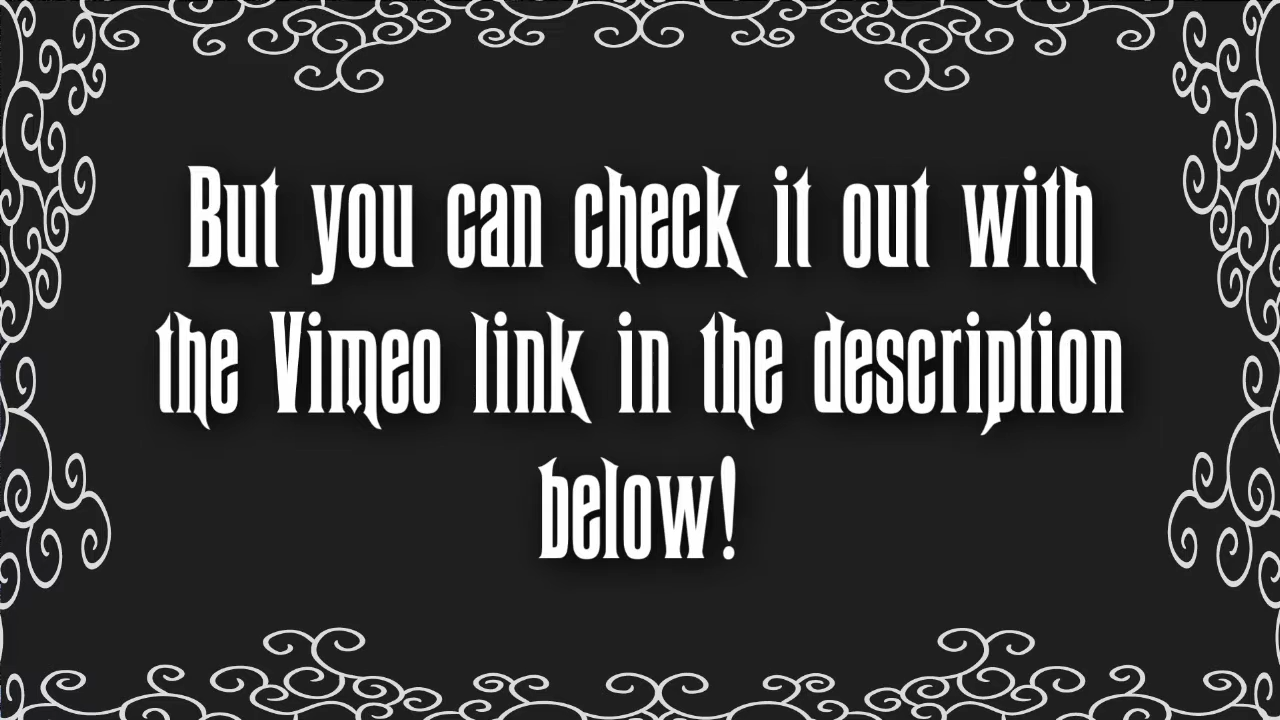 But you can check it out with
the Vimeo link in the description
below!